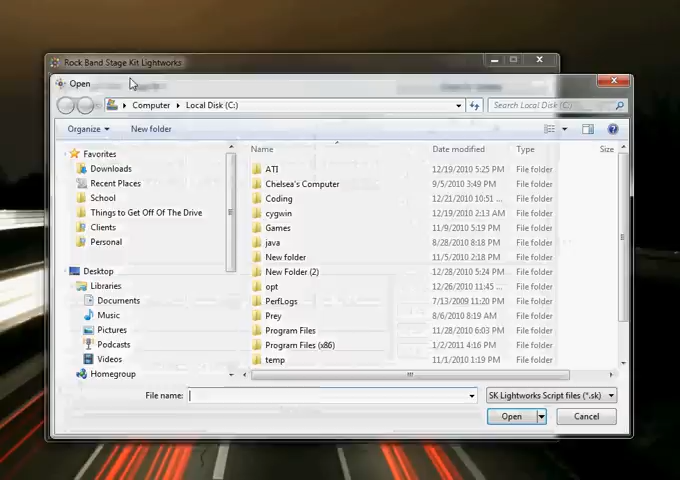 Rock Band Stage Kit Lightworks
Open
Computer Local Disk (C:) Search Local Disk (C:)
Organize New folder
Favorites
Downloads
Recent Places
School
Things to Get Off Of The Drive
Clients
Personal
Desktop
Libraries
Documents
Music
Pictures
Podcasts
Videos
Homegroup
Name Date modified Type Size
ATI 12/19/2010 5:25 PM File folder
Chelsea's Computer 9/5/2010 3:49 PM File folder
Coding 12/21/2010 10:51 ... File folder
cygwin 12/19/2010 2:13 AM File folder
Games 11/9/2010 5:19 PM File folder
java 8/28/2010 8:18 PM File folder
New folder 11/5/2010 2:18 PM File folder
New Folder (2) 12/28/2010 5:24 PM File folder
opt 12/26/2010 11:45 ... File folder
PerfLogs 7/13/2009 11:20 PM File folder
Prey 8/6/2010 8:19 AM File folder
Program Files 11/28/2010 6:03 PM File folder
Program Files (x86) 1/2/2011 4:16 PM File folder
temp 11/1/2010 1:19 PM File folder
File name: SK Lightworks Script files (*.sk)
Open Cancel